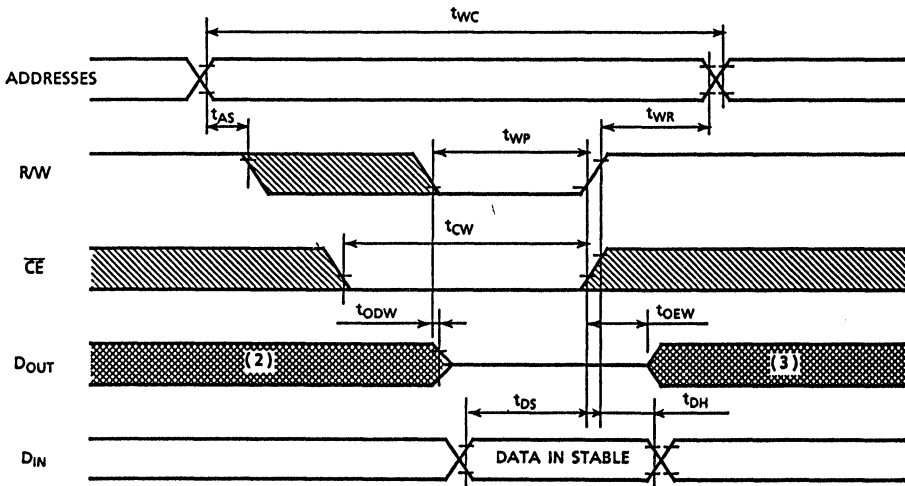 tWC
ADDRESSES
tAS
tWR
tWP
R/W
tCW
CE
tODW
tOEW
DOUT
(2)
(3)
tDS
tDH
DIN
DATA IN STABLE